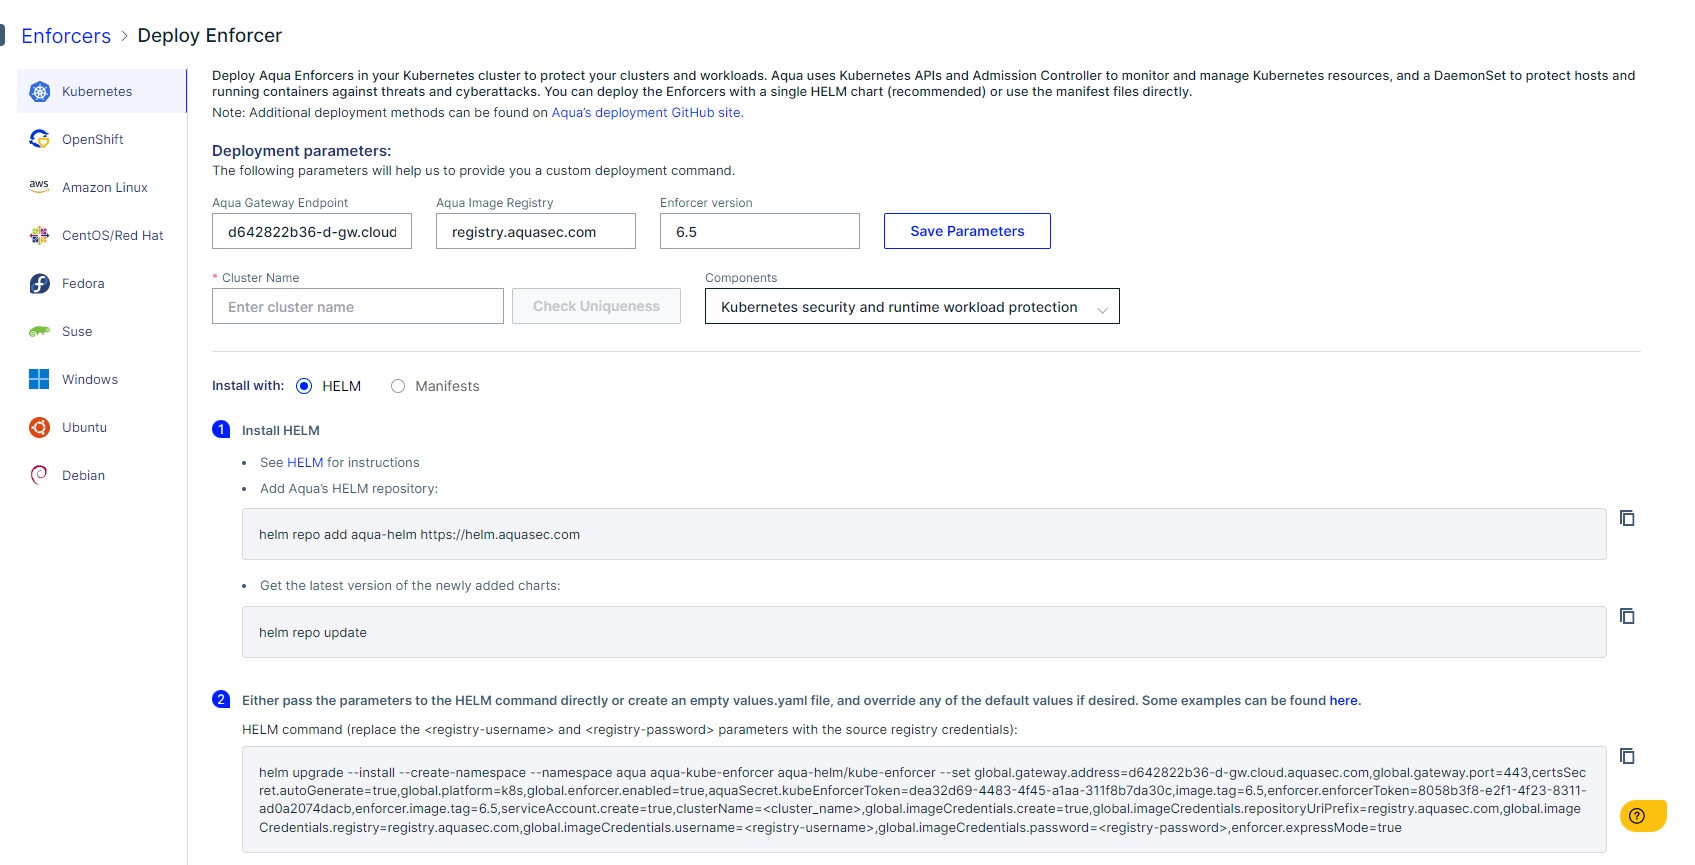 Enforcers > Deploy Enforcer
Kubernetes
OpenShift
aws Amazon Linux
CentOS/Red Hat
Fedora
Suse
Windows
Ubuntu
Debian
Deploy Aqua Enforcers in your Kubernetes cluster to protect your clusters and workloads. Aqua uses Kubernetes APIs and Admission Controller to monitor and manage Kubernetes resources, and a DaemonSet to protect hosts and
running containers against threats and cyberattacks. You can deploy the Enforcers with a single HELM chart (recommended) or use the manifest files directly.
Note: Additional deployment methods can be found on Aqua's deployment GitHub site.
Deployment parameters:
The following parameters will help us to provide you a custom deployment command.
Aqua Gateway Endpoint Aqua Image Registry Enforcer version
d642822b36-d-gw.cloud registry.aquasec.com 6.5 Save Parameters
* Cluster Name Components
Enter cluster name Check Uniqueness Kubernetes security and runtime workload protection
Install with: HELM Manifests
1 Install HELM
• See HELM for instructions
• Add Aqua's HELM repository:
helm repo add aqua-helm https://helm.aquasec.com
• Get the latest version of the newly added charts:
helm repo update
2 Either pass the parameters to the HELM command directly or create an empty values.yaml file, and override any of the default values if desired. Some examples can be found here.
HELM command (replace the <registry-username> and <registry-password> parameters with the source registry credentials):
helm upgrade --install --create-namespace --namespace aqua aqua-kube-enforcer aqua-helm/kube-enforcer --set global.gateway.address=d642822b36-d-gw.cloud.aquasec.com,global.gateway.port=443,certsSec
ret.autoGenerate=true,global.platform=k8s,global.enforcer.enabled=true,aquaSecret.kubeEnforcerToken=dea32d69-4483-4f45-a1aa-311f8b7da30c,image.tag=6.5,enforcer.enforcerToken=8058b3f8-e2f1-4f23-8311-
ad0a2074dacb,enforcer.image.tag=6.5,serviceAccount.create=true,clusterName=<cluster_name>,global.imageCredentials.create=true,global.imageCredentials.repositoryUriPrefix=registry.aquasec.com,global.image
Credentials.registry=registry.aquasec.com,global.imageCredentials.username=<registry-username>,global.imageCredentials.password=<registry-password>,enforcer.expressMode=true